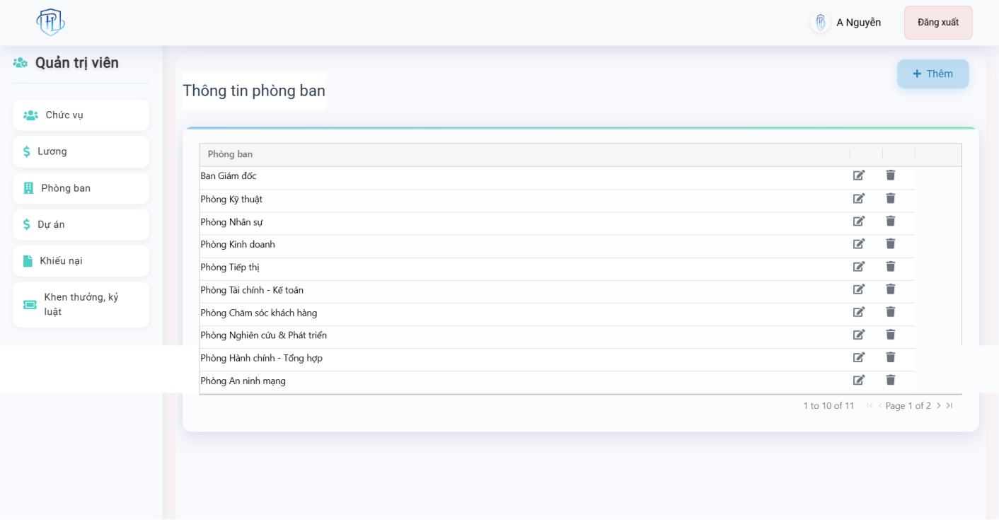 A Nguyễn
Đăng xuất
Quản trị viên
Chức vụ
Lương
Phòng ban
Dự án
Khiếu nại
Khen thưởng, kỷ
luật
Thêm
Thông tin phòng ban
Phòng ban
Ban Giám đốc
Phòng Kỹ thuật
Phòng Nhân sự
Phòng Kinh doanh
Phòng Tiếp thị
Phòng Tài chính - Kế toán
Phòng Chăm sóc khách hàng
Phòng Nghiên cứu & Phát triển
Phòng Hành chính - Tổng hợp
Phòng An ninh mạng
1 to 10 of 11 Page 1 of 2